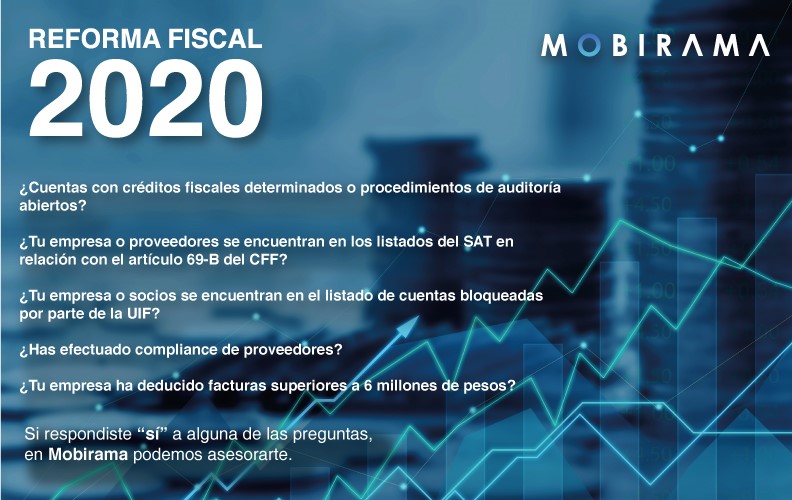 REFORMA FISCAL
2020
MOBIRAMA
¿Cuentas con créditos fiscales determinados o procedimientos de auditoría
abiertos?
¿Tu empresa o proveedores se encuentran en los listados del SAT en
relación con el artículo 69-B del CFF?
¿Tu empresa o socios se encuentran en el listado de cuentas bloqueadas
por parte de la UIF?
¿Has efectuado compliance de proveedores?
¿Tu empresa ha deducido facturas superiores a 6 millones de pesos?
Si respondiste “sí” a alguna de las preguntas,
en Mobirama podemos asesorarte.